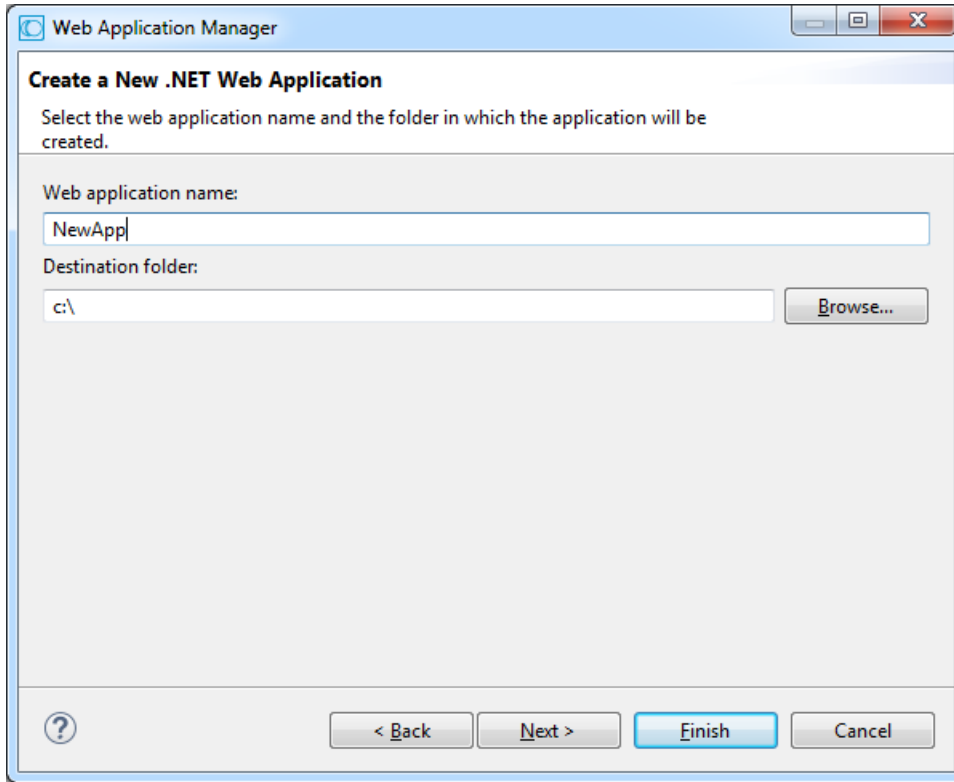 Web Application Manager
Create a New .NET Web Application
Select the web application name and the folder in which the application will be
created.
Web application name:
NewApp
Destination folder:
c:\
Browse...
?
< Back
Next >
Finish
Cancel